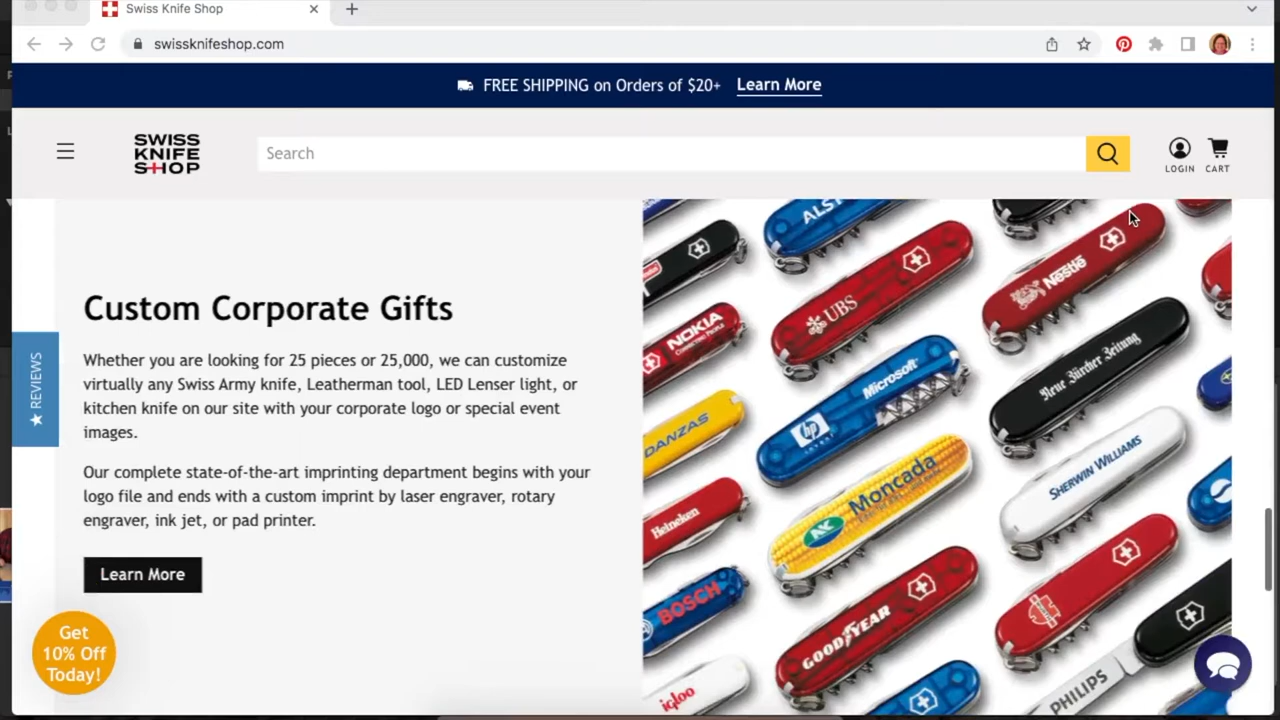 Swiss Knife Shop
swissknifeshop.com
FREE SHIPPING on Orders of $20+ Learn More
SWISS
KNIFE
SHOP
Search
LOGIN
CART
Custom Corporate Gifts
Whether you are looking for 25 pieces or 25,000, we can customize
virtually any Swiss Army knife, Leatherman tool, LED Lenser light, or
kitchen knife on our site with your corporate logo or special event
images.
Our complete state-of-the-art imprinting department begins with your
logo file and ends with a custom imprint by laser engraver, rotary
engraver, ink jet, or pad printer.
Learn More
★ REVIEWS
Get
10% Off
Today!
ALST
UBS
Nestlé
NOKIA
CONNECTING PEOPLE
Microsoft
hp
invent
Neue Zürcher Zeitung
DANZAS
Moncada
SHERWIN WILLIAMS
Heineken
BOSCH
GOODYEAR
igloo
PHILIPS